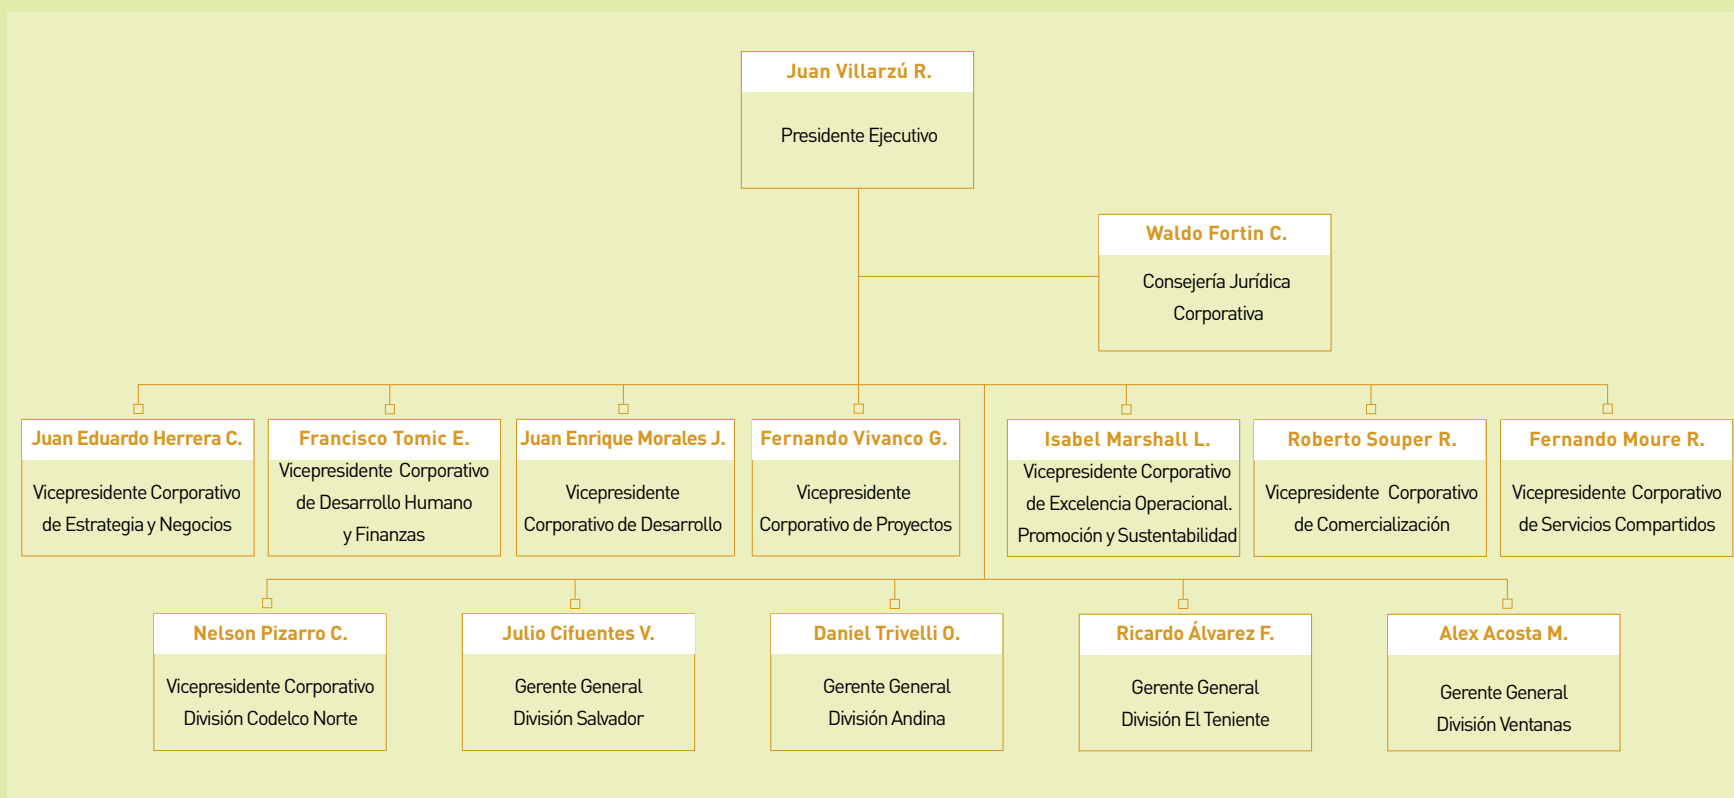 Juan Villarzú R.
Presidente Ejecutivo
Waldo Fortin C.
Consejería Jurídica
Corporativa
Juan Eduardo Herrera C.
Vicepresidente Corporativo
de Estrategia y Negocios
Francisco Tomic E.
Vicepresidente Corporativo
de Desarrollo Humano
y Finanzas
Juan Enrique Morales J.
Vicepresidente
Corporativo de Desarrollo
Fernando Vivanco G.
Vicepresidente
Corporativo de Proyectos
Isabel Marshall L.
Vicepresidente Corporativo
de Excelencia Operacional.
Promoción y Sustentabilidad
Roberto Souper R.
Vicepresidente Corporativo
de Comercialización
Fernando Moure R.
Vicepresidente Corporativo
de Servicios Compartidos
Nelson Pizarro C.
Vicepresidente Corporativo
División Codelco Norte
Julio Cifuentes V.
Gerente General
División Salvador
Daniel Trivelli O.
Gerente General
División Andina
Ricardo Álvarez F.
Gerente General
División El Teniente
Alex Acosta M.
Gerente General
División Ventanas